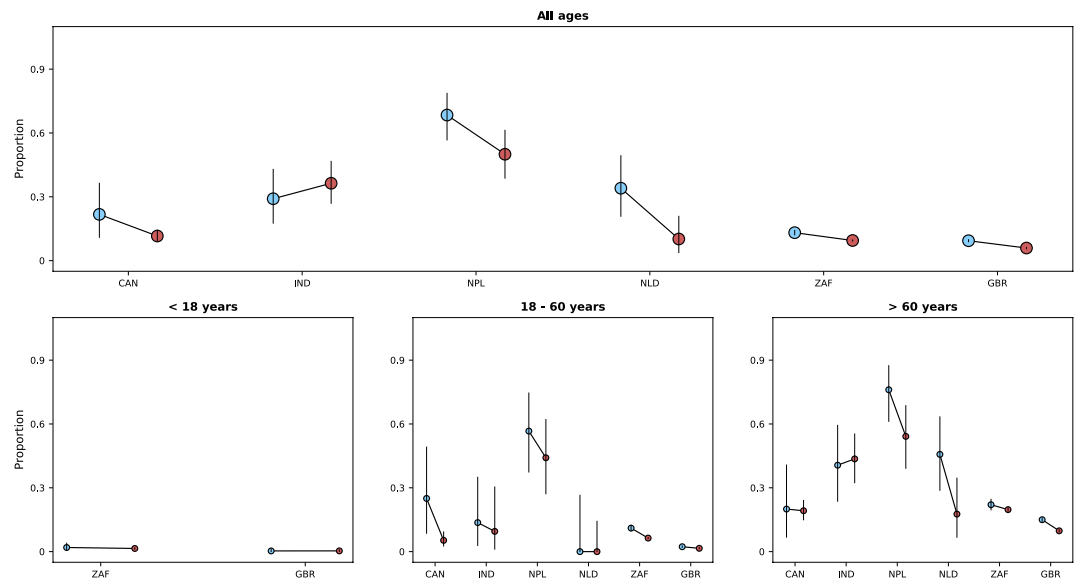 All ages
Proportion
0.9
0.6
0.3
0
CAN IND NPL NLD ZAF GBR
< 18 years
Proportion
0.9
0.6
0.3
0
ZAF GBR
18 - 60 years
0.9
0.6
0.3
0
CAN IND NPL NLD ZAF GBR
> 60 years
0.9
0.6
0.3
0
CAN IND NPL NLD ZAF GBR